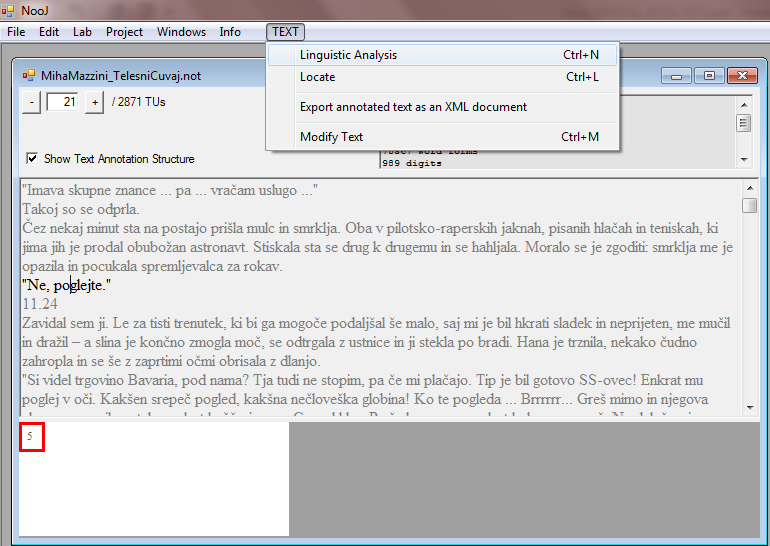 NooJ
File Edit Lab Project Windows Info TEXT
Linguistic Analysis Ctrl+N
Locate Ctrl+L
Export annotated text as an XML document
Modify Text Ctrl+M
MihaMazzini_TelesniCuvaj.not
- 21 + / 2871 TUs
Show Text Annotation Structure
word forms
989 digits
"Imava skupne znance ... pa ... vračam uslugo ..."
Takoj so se odprla.
Čez nekaj minut sta na postajo prišla mulc in smrklja. Oba v pilotsko-raperskih jaknah, pisanih hlačah in teniskah, ki
jima jih je prodal obubožan astronavt. Stiskala sta se drug k drugemu in se hahljala. Moralo se je zgoditi: smrklja me je
opazila in pocukala spremljevalca za rokav.
"Ne, poglejte."
11.24
Zavidal sem ji. Le za tisti trenutek, ki bi ga mogoče podaljšal še malo, saj mi je bil hkrati sladek in neprijeten, me mučil
in dražil – a slina je končno zmogla moč, se odtrgala z ustnice in ji stekla po bradi. Hana je trznila, nekako čudno
zahropla in se še z zaprtimi očmi obrisala z dlanjo.
"Si videl trgovino Bavaria, pod nama? Tja tudi ne stopim, pa če mi plačajo. Tip je bil gotovo SS-ovec! Enkrat mu
poglej v oči. Kakšen srepeč pogled, kakšna nečloveška globina! Ko te pogleda ... Brrrrrr... Greš mimo in njegova
5